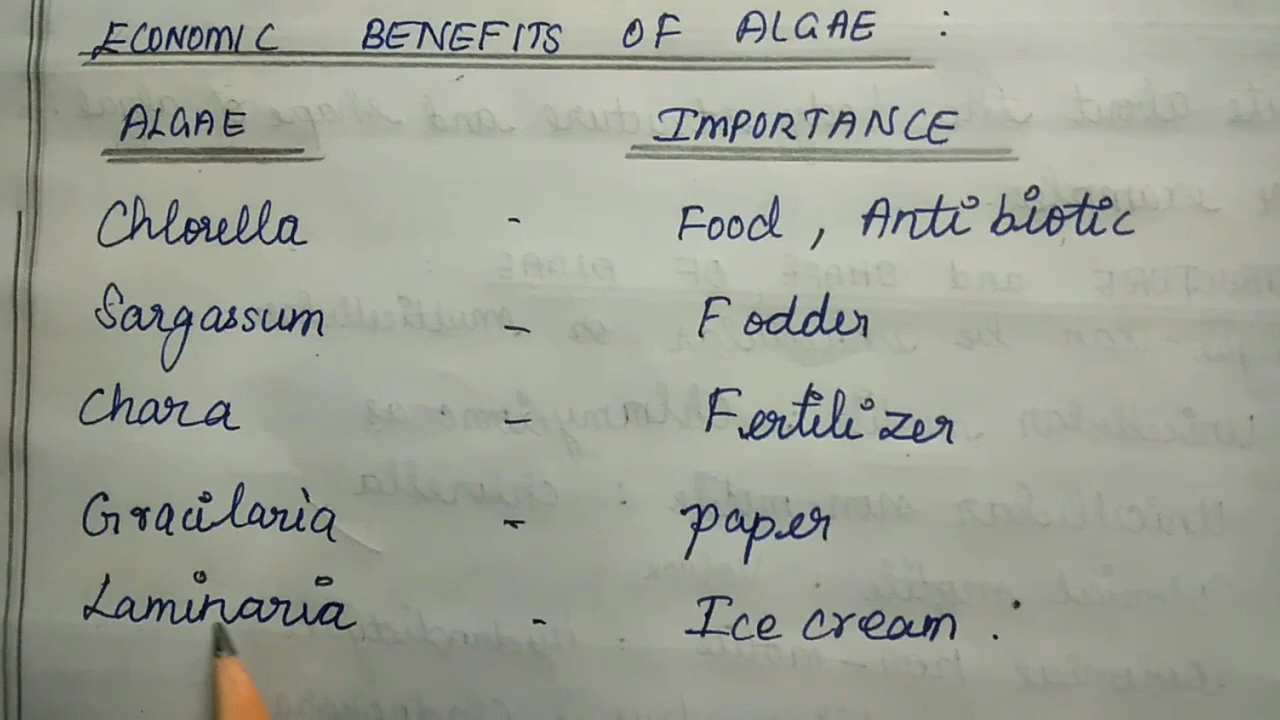 ECONOMIC BENEFITS OF ALGAE :
ALGAE IMPORTANCE
Chlorella - Food , Antibiotic
Sargassum - Fodder
Chara - Fertilizer
Gracilaria - paper
Laminaria - Ice cream .